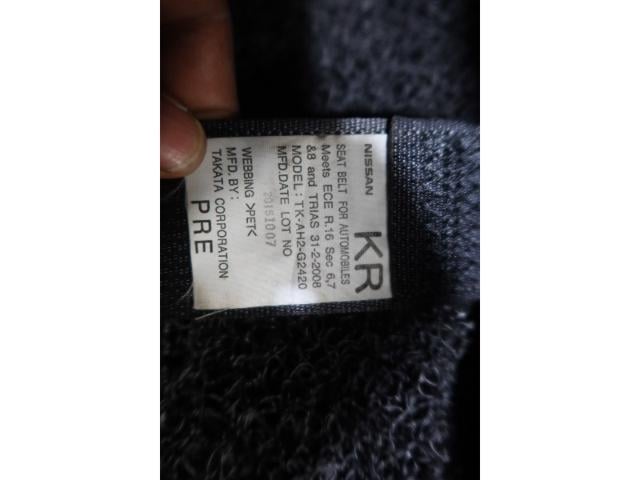 NISSAN
KR
SEAT BELT FOR AUTOMOBILES
Meets ECE R.16 Sec 6,7
&8 and TRIAS 31-2-2008
MODEL: TK-AH2-G2420
MFD.DATE LOT NO
20151007
WEBBING >PET<
MFD. BY:
TAKATA CORPORATION
PRE